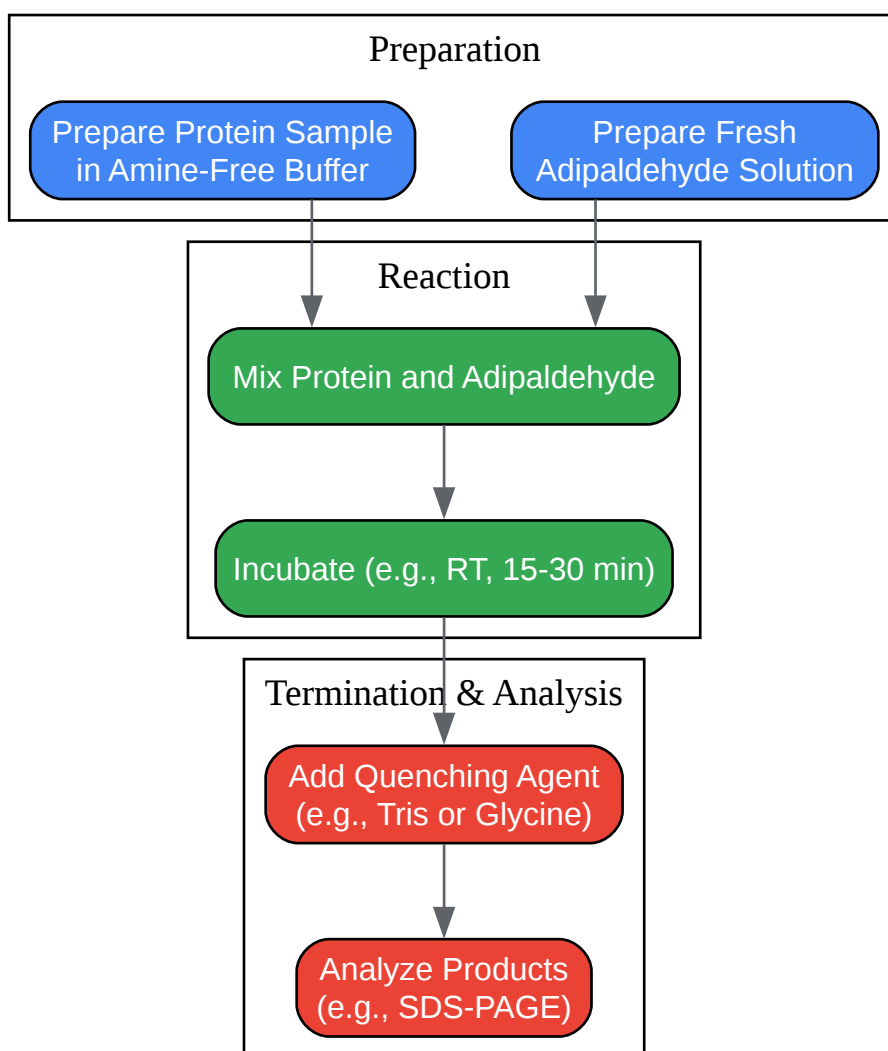 Preparation
Prepare Protein Sample
in Amine-Free Buffer
Prepare Fresh
Adipaldehyde Solution
Reaction
Mix Protein and Adipaldehyde
Incubate (e.g., RT, 15-30 min)
Termination & Analysis
Add Quenching Agent
(e.g., Tris or Glycine)
Analyze Products
(e.g., SDS-PAGE)